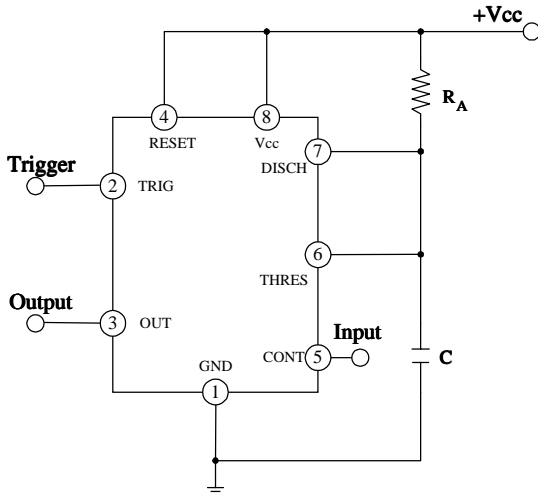 +Vcc
R_A
4
8
RESET
Vcc
7
DISCH
Trigger
2
TRIG
6
THRES
Output
3
OUT
Input
CONT
5
C
GND
1